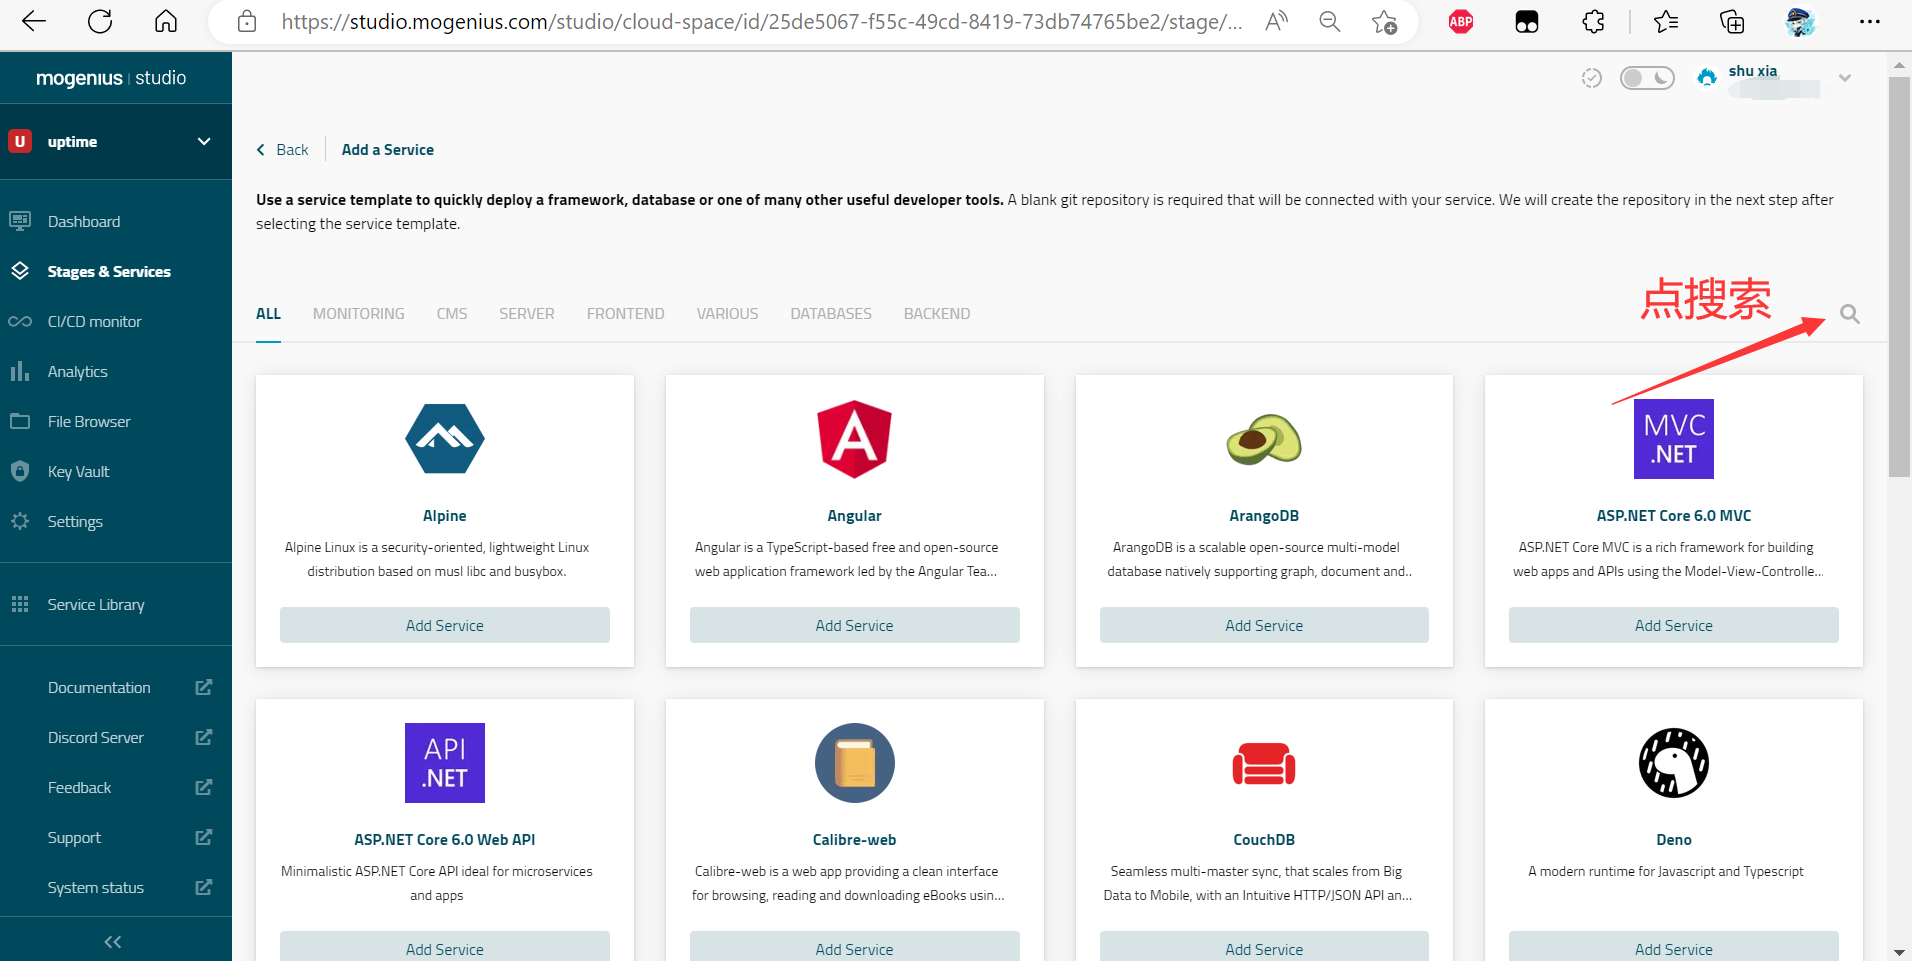 https://studio.mogenius.com/studio/cloud-space/id/25de5067-f55c-49cd-8419-73db74765be2/stage/...
ABP
mogenius | studio
shu xia
U uptime
Back
Add a Service
Use a service template to quickly deploy a framework, database or one of many other useful developer tools. A blank git repository is required that will be connected with your service. We will create the repository in the next step after
selecting the service template.
Dashboard
Stages & Services
CI/CD monitor
Analytics
File Browser
Key Vault
Settings
Service Library
Documentation
Discord Server
Feedback
Support
System status
点搜索
ALL MONITORING CMS SERVER FRONTEND VARIOUS DATABASES BACKEND
Alpine
Alpine Linux is a security-oriented, lightweight Linux
distribution based on musl libc and busybox.
Add Service
A
Angular
Angular is a TypeScript-based free and open-source
web application framework led by the Angular Tea...
Add Service
ArangoDB
ArangoDB is a scalable open-source multi-model
database natively supporting graph, document and..
Add Service
MVC
.NET
ASP.NET Core 6.0 MVC
ASP.NET Core MVC is a rich framework for building
web apps and APIs using the Model-View-Controlle...
Add Service
API
.NET
ASP.NET Core 6.0 Web API
Minimalistic ASP.NET Core API ideal for microservices
and apps
Add Service
Calibre-web
Calibre-web is a web app providing a clean interface
for browsing, reading and downloading eBooks usin...
Add Service
CouchDB
Seamless multi-master sync, that scales from Big
Data to Mobile, with an Intuitive HTTP/JSON API an...
Add Service
Deno
A modern runtime for Javascript and Typescript
Add Service